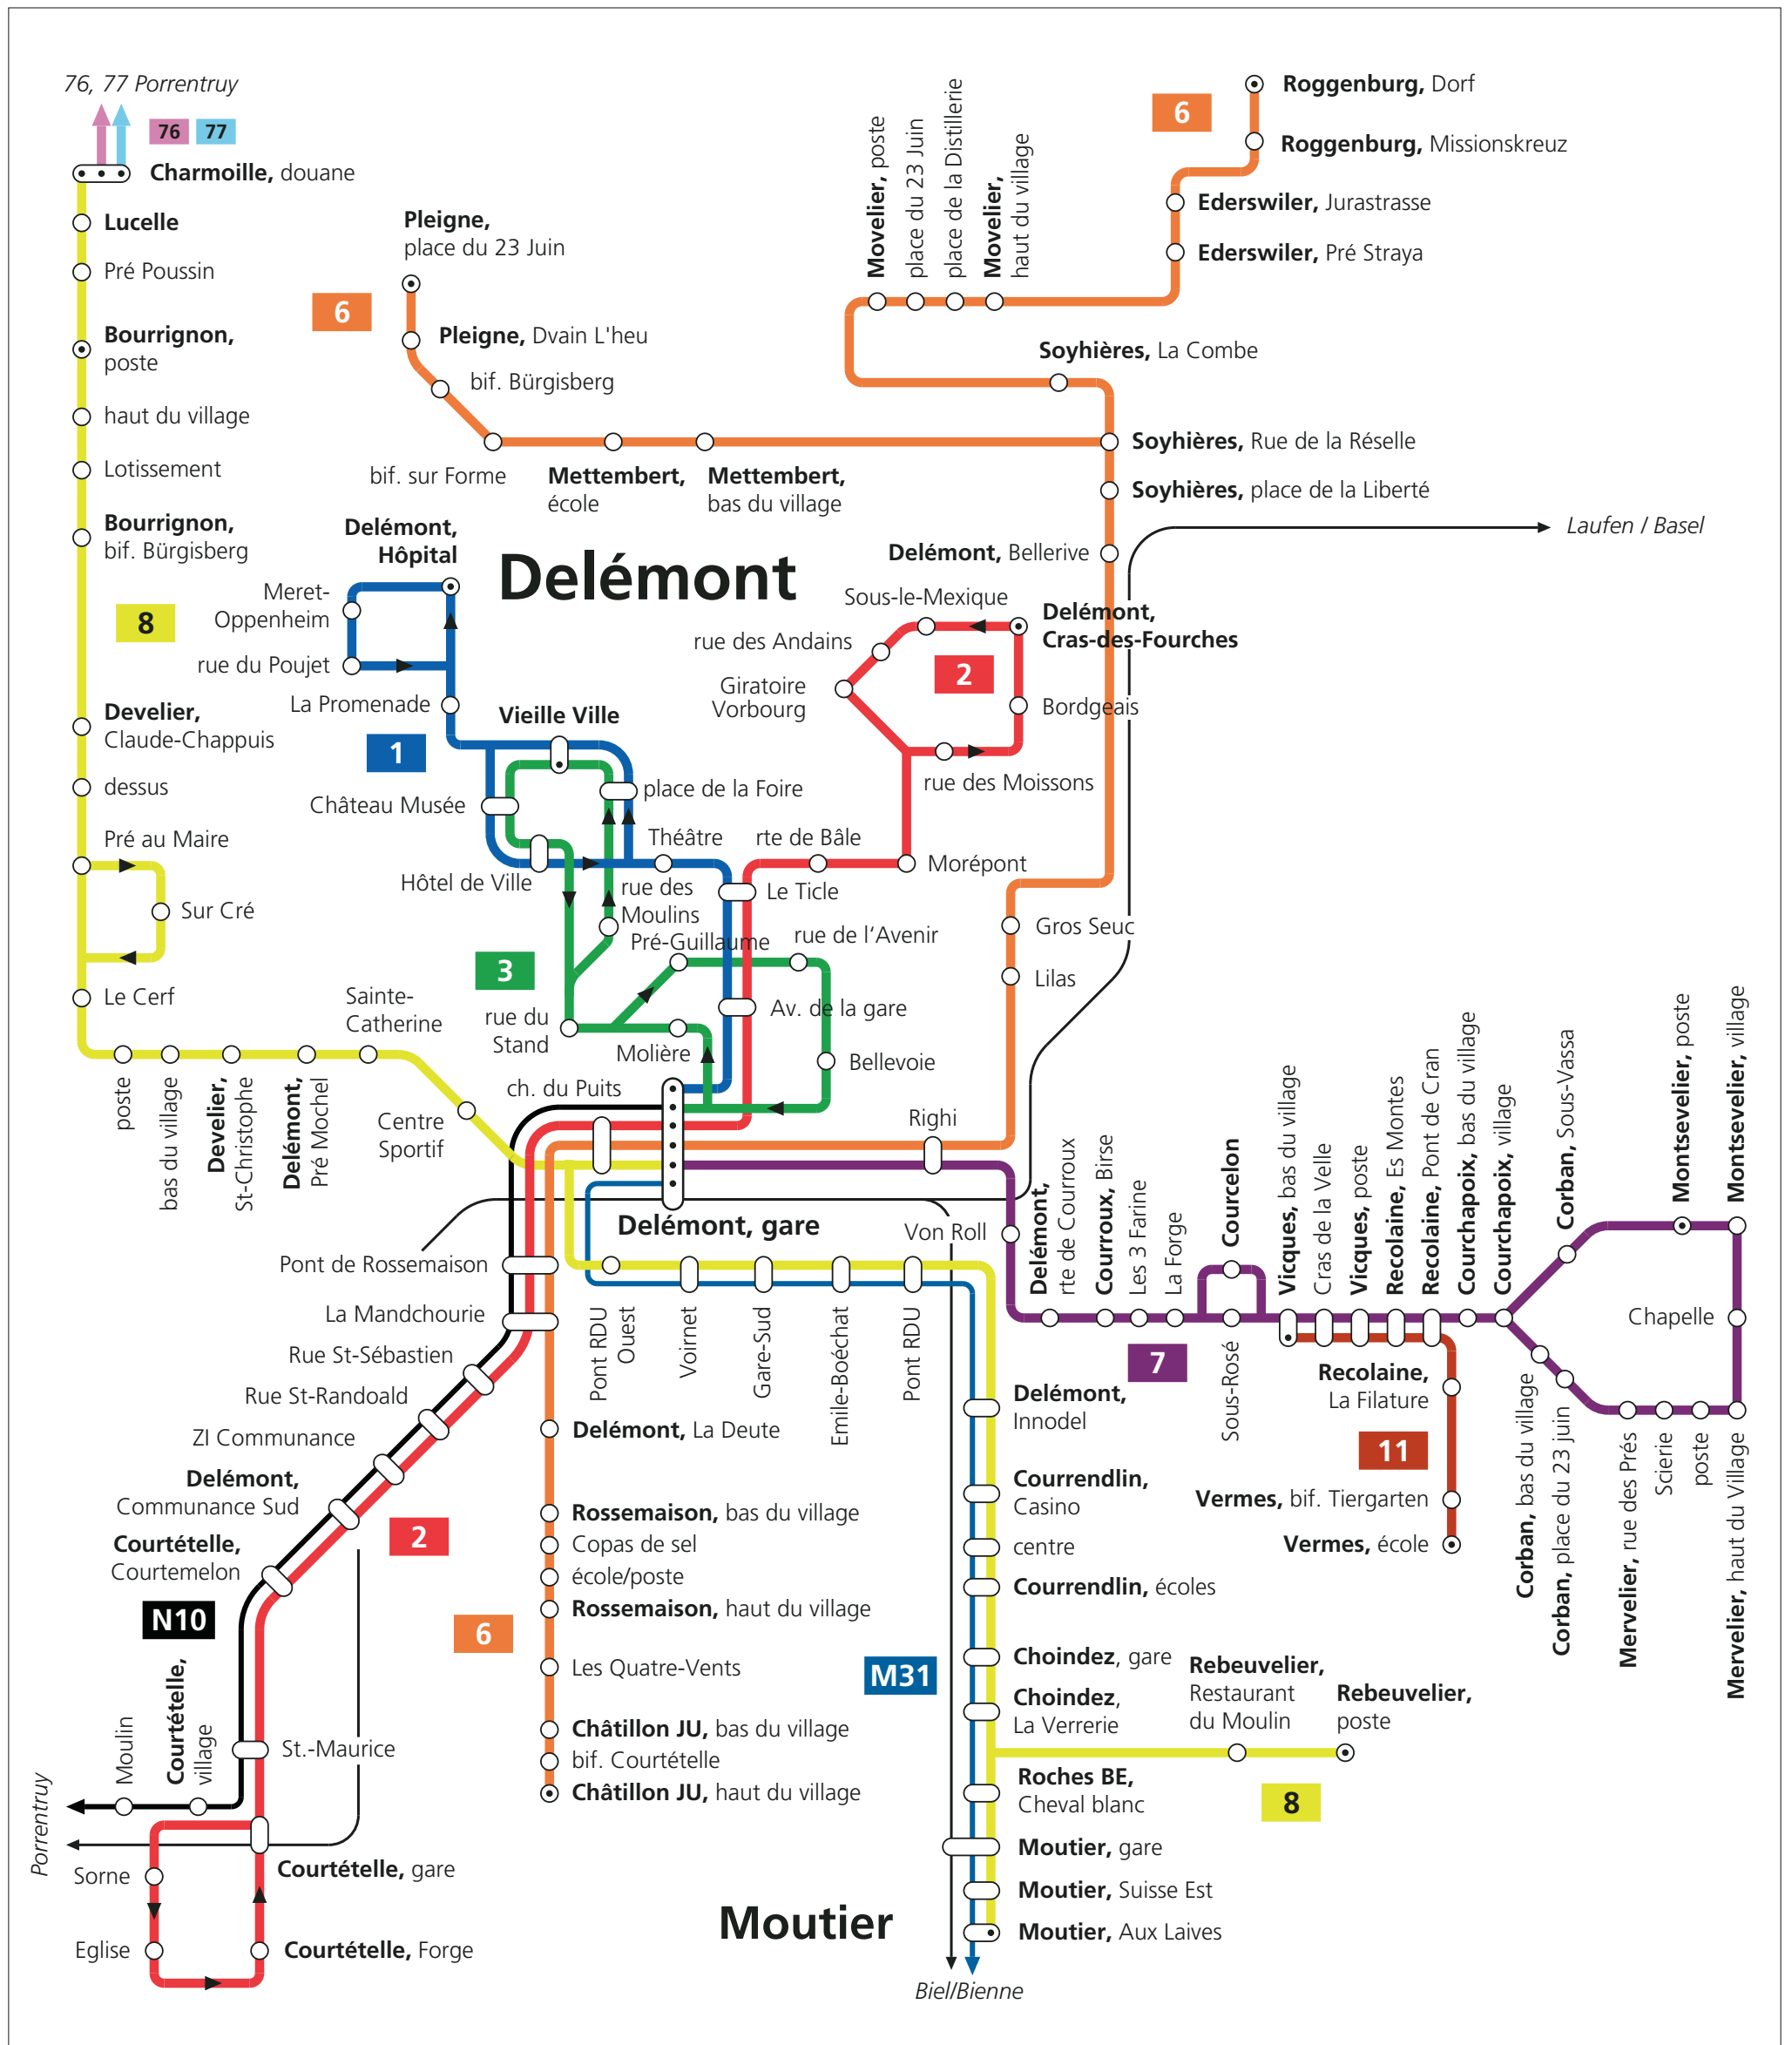 76, 77 Porrentruy
76 77
Charmoille, douane
Lucelle
Pré Poussin
Bourrignon,
poste
haut du village
Lotissement
Bourrignon,
bif. Bürgisberg
8
Develier,
Claude-Chappuis
dessus
Pré au Maire
Sur Cré
Le Cerf
poste
bas du village
Develier,
St-Christophe
Delémont,
Pré Mochel
Sainte-
Catherine
Centre
Sportif
Pleigne,
place du 23 Juin
6
Pleigne, Dvain L'heu
bif. Bürgisberg
bif. sur Forme
Mettembert,
école
Mettembert,
bas du village
Movelier, poste
place du 23 Juin
place de la Distillerie
Movelier,
haut du village
6
Roggenburg, Dorf
Roggenburg, Missionskreuz
Ederswiler, Jurastrasse
Ederswiler, Pré Straya
Soyhières, La Combe
Soyhières, Rue de la Réselle
Soyhières, place de la Liberté
Laufen / Basel
Delémont, Bellerive
Delémont
Delémont,
Hôpital
Meret-
Oppenheim
rue du Poujet
La Promenade
1
Vieille Ville
Château Musée
place de la Foire
Hôtel de Ville
Théâtre
rue des
Moulins
3
Pré-Guillaume
rue de l‘Avenir
rue du
Stand
Molière
Bellevoie
ch. du Puits
Sous-le-Mexique
Delémont,
Cras-des-Fourches
rue des Andains
2
Giratoire
Vorbourg
Bordgeais
rue des Moissons
rte de Bâle
Morépont
Le Ticle
Av. de la gare
Gros Seuc
Lilas
Righi
Delémont, gare
Von Roll
Pont de Rossemaison
La Mandchourie
Rue St-Sébastien
Rue St-Randoald
ZI Communance
Delémont,
Communance Sud
Courtételle,
Courtemelon
2
N10
Moulin
Courtételle,
village
St.-Maurice
Porrentruy
Courtételle, gare
Sorne
Eglise
Courtételle, Forge
Pont RDU
Ouest
Voirnet
Gare-Sud
Emile-Boéchat
Pont RDU
Delémont, La Deute
Rossemaison, bas du village
Copas de sel
école/poste
Rossemaison, haut du village
6
Les Quatre-Vents
Châtillon JU, bas du village
bif. Courtételle
Châtillon JU, haut du village
Delémont,
Innodel
Courrendlin,
Casino
centre
Courrendlin, écoles
M31
Choindez, gare
Choindez,
La Verrerie
Rebeuvelier,
Restaurant
du Moulin
Rebeuvelier,
poste
8
Roches BE,
Cheval blanc
Moutier, gare
Moutier, Suisse Est
Moutier, Aux Laives
Moutier
Biel/Bienne
Delémont,
rte de Courroux
Courroux, Birse
Les 3 Farine
La Forge
Courcelon
7
Sous-Rosé
Vicques, bas du village
Cras de la Velle
Vicques, poste
Recolaine, Es Montes
Recolaine, Pont de Cran
Courchapoix, bas du village
Courchapoix, village
Corban, Sous-Vassa
Montsevelier, poste
Montsevelier, village
Chapelle
Recolaine,
La Filature
11
Vermes, bif. Tiergarten
Vermes, école
Corban, bas du village
Corban, place du 23 juin
Mervelier, rue des Prés
Scierie
poste
Mervelier, haut du Village